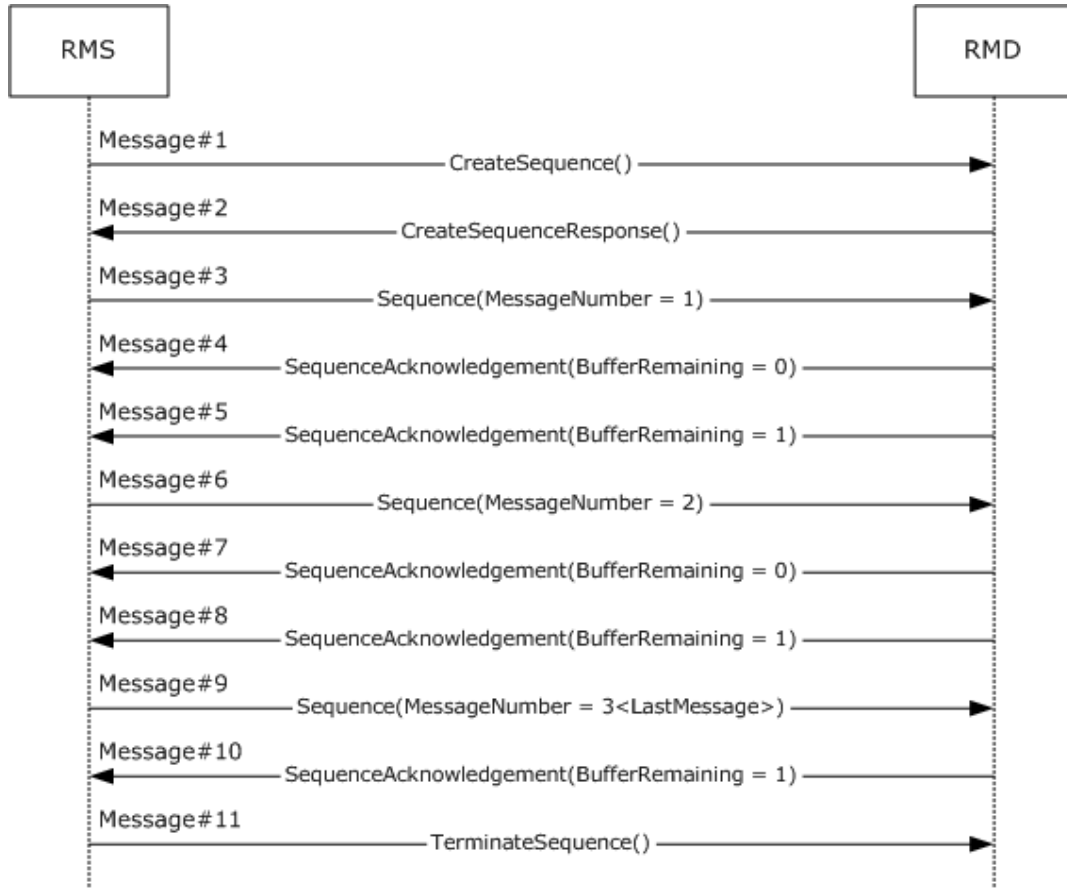 RMS
RMD
Message#1
CreateSequence()
Message#2
CreateSequenceResponse()
Message#3
Sequence(MessageNumber = 1)
Message#4
SequenceAcknowledgement(BufferRemaining = 0)
Message#5
SequenceAcknowledgement(BufferRemaining = 1)
Message#6
Sequence(MessageNumber = 2)
Message#7
SequenceAcknowledgement(BufferRemaining = 0)
Message#8
SequenceAcknowledgement(BufferRemaining = 1)
Message#9
Sequence(MessageNumber = 3<LastMessage>)
Message#10
SequenceAcknowledgement(BufferRemaining = 1)
Message#11
TerminateSequence()